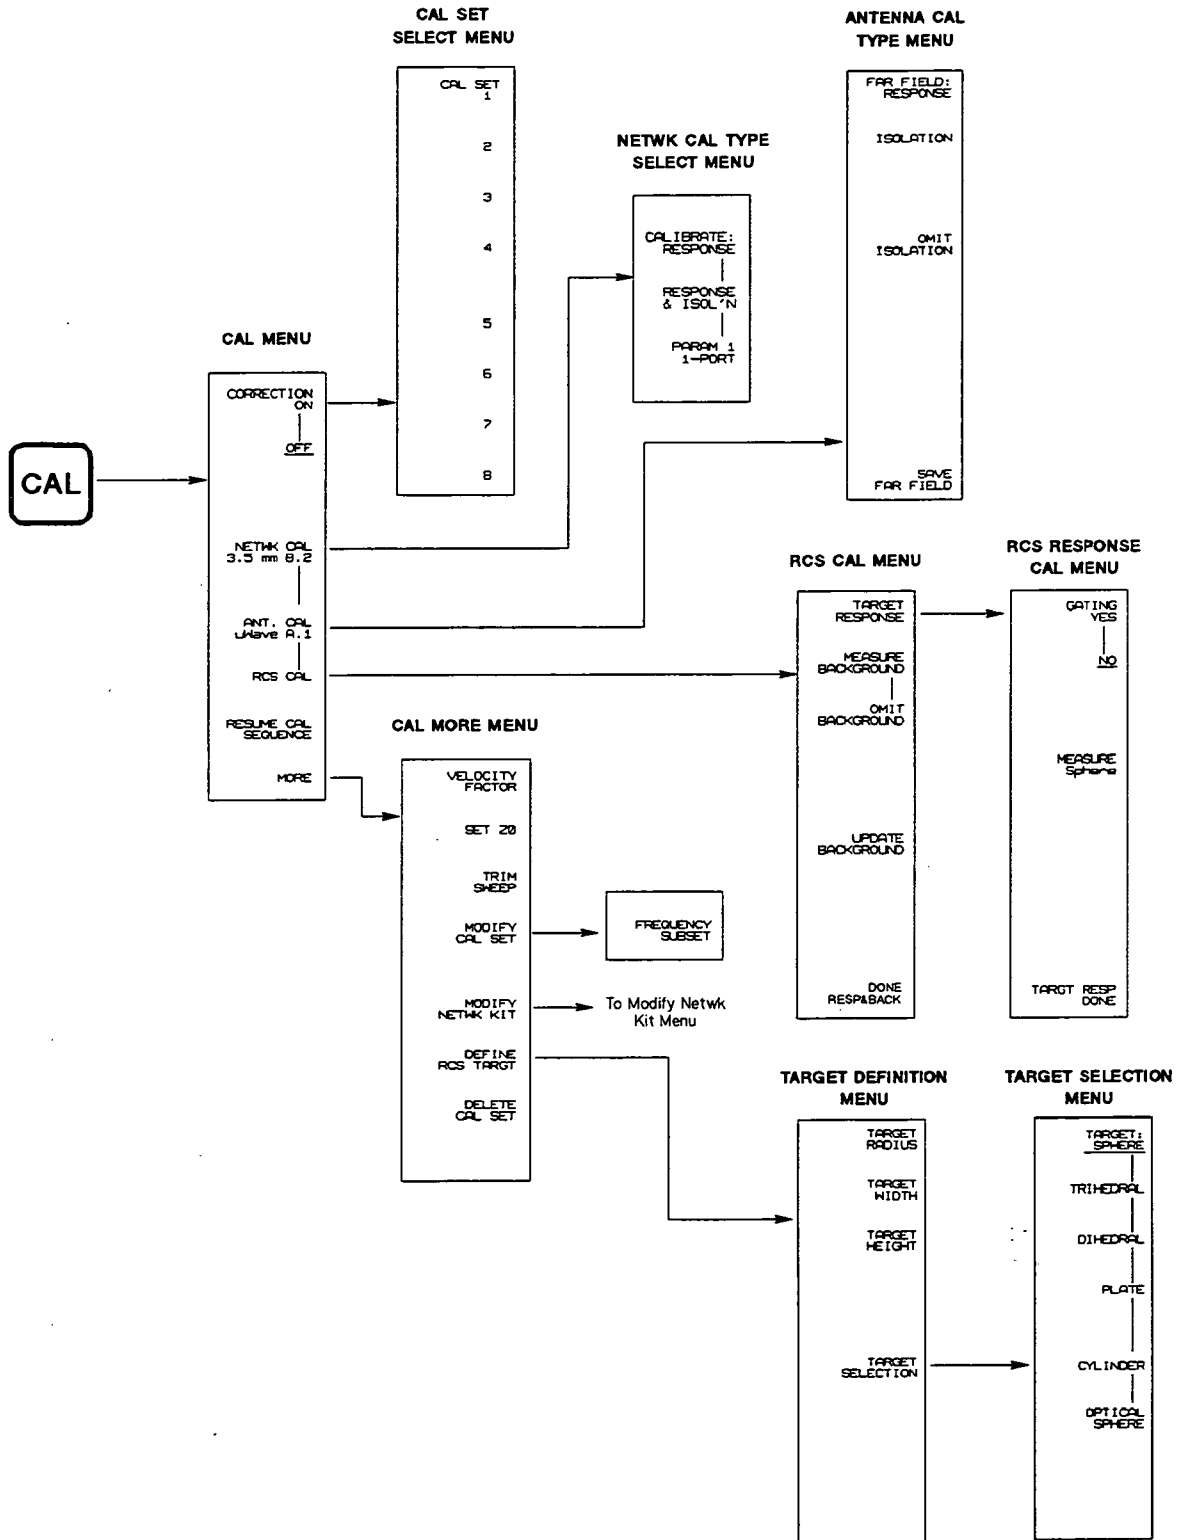 CAL SET
SELECT MENU
CAL SET
1
2
3
4
5
6
7
8
ANTENNA CAL
TYPE MENU
FAR FIELD:
RESPONSE
ISOLATION
OMIT
ISOLATION
SAVE
FAR FIELD
NETWK CAL TYPE
SELECT MENU
CALIBRATE:
RESPONSE
RESPONSE
& ISOL'N
PARAM 1
1-PORT
CAL
CAL MENU
CORRECTION
ON
OFF
NETWK CAL
3.5 mm B.2
ANT. CAL
uWave A.1
RCS CAL
RESUME CAL
SEQUENCE
MORE
RCS CAL MENU
TARGET
RESPONSE
MEASURE
BACKGROUND
OMIT
BACKGROUND
UPDATE
BACKGROUND
DONE
RESP&BACK
RCS RESPONSE
CAL MENU
GATING
YES
NO
MEASURE
Sphere
TARGT RESP
DONE
CAL MORE MENU
VELOCITY
FACTOR
SET Z0
TRIM
SWEEP
MODIFY
CAL SET
MODIFY
NETWK KIT
DEFINE
RCS TARGT
DELETE
CAL SET
FREQUENCY
SUBSET
To Modify Netwk
Kit Menu
TARGET DEFINITION
MENU
TARGET
RADIUS
TARGET
WIDTH
TARGET
HEIGHT
TARGET
SELECTION
TARGET SELECTION
MENU
TARGET:
SPHERE
TRIHEDRAL
DIHEDRAL
PLATE
CYLINDER
OPTICAL
SPHERE